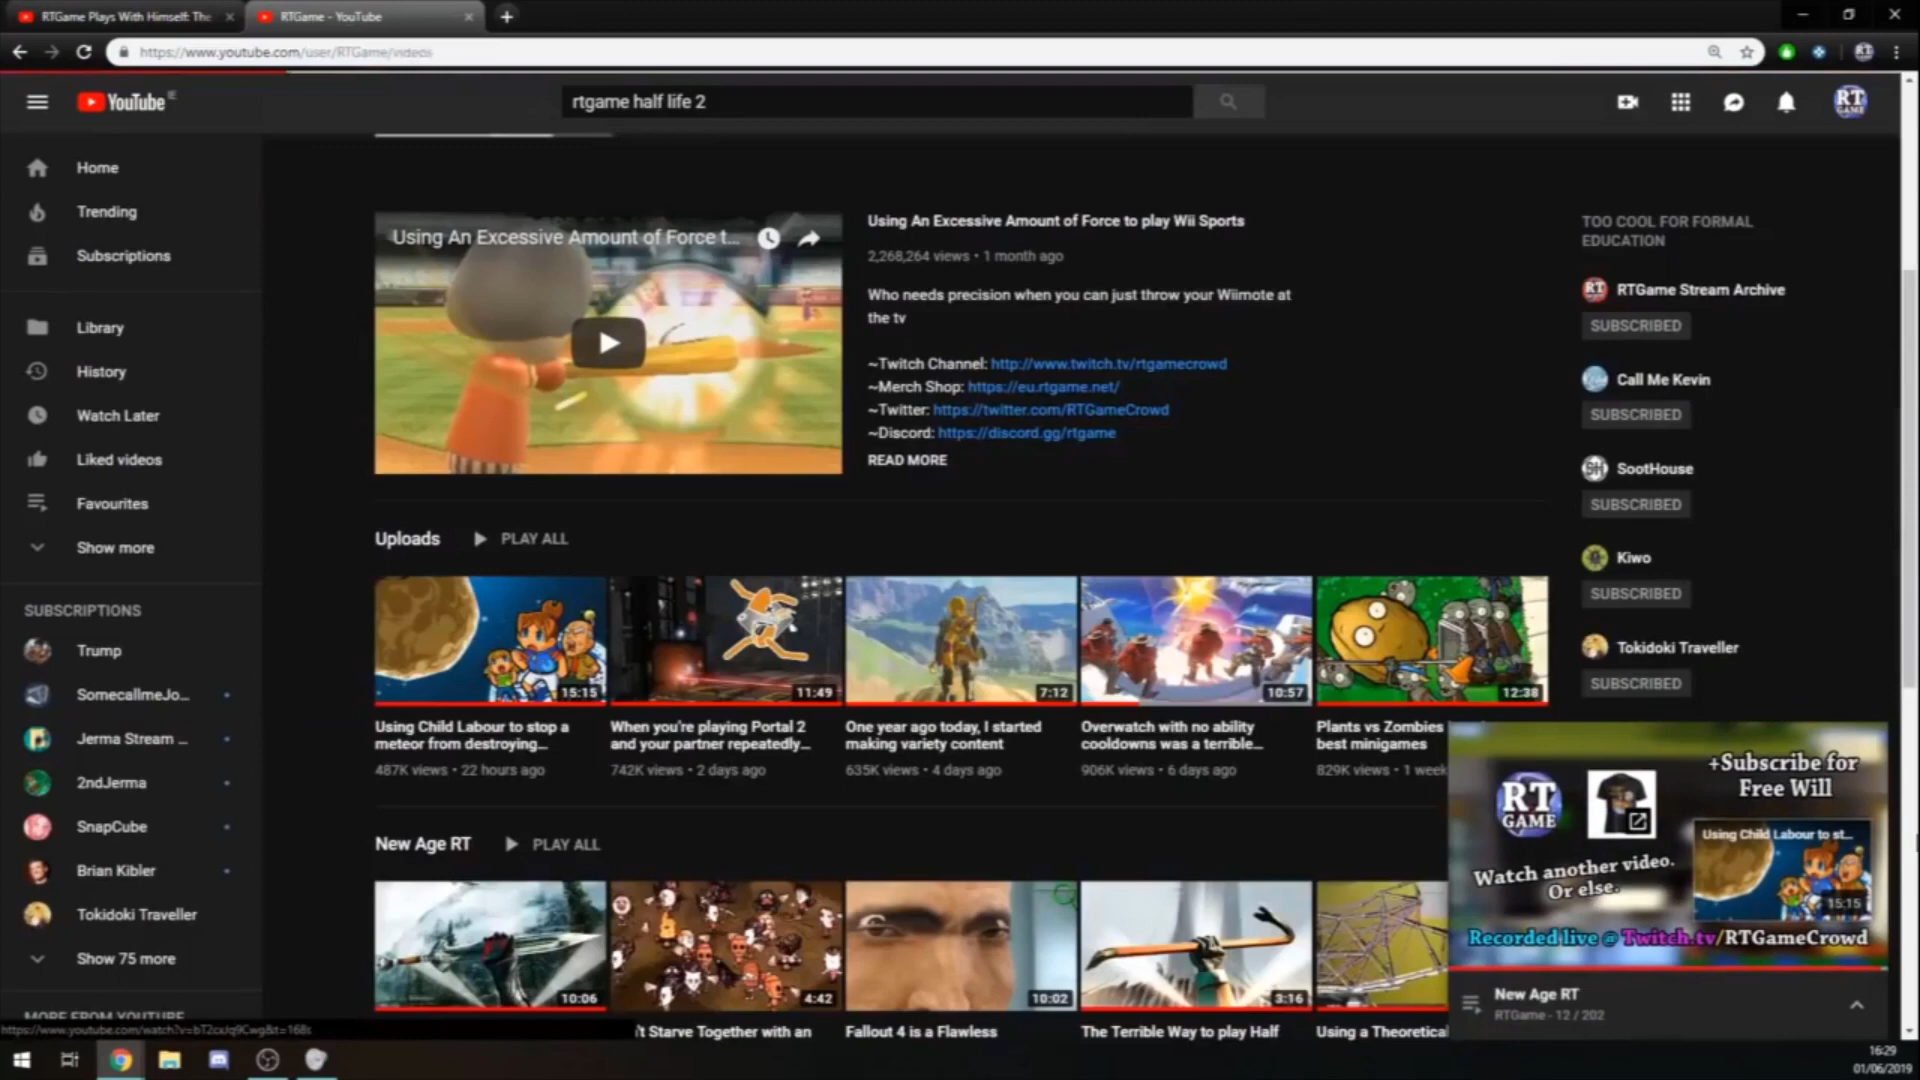 RTGame Plays With Himself: The
RTGame - YouTube
https://www.youtube.com/user/RTGame/videos
YouTube IE
rtgame half life 2
RT GAME
Home
Trending
Subscriptions
Library
History
Watch Later
Liked videos
Favourites
Show more
SUBSCRIPTIONS
Trump
SomecallmeJo...
Jerma Stream ...
2ndJerma
SnapCube
Brian Kibler
Tokidoki Traveller
Show 75 more
MORE FROM YOUTUBE
Using An Excessive Amount of Force t...
Using An Excessive Amount of Force to play Wii Sports
2,268,264 views • 1 month ago
Who needs precision when you can just throw your Wiimote at
the tv
~Twitch Channel: http://www.twitch.tv/rtgamecrowd
~Merch Shop: https://eu.rtgame.net/
~Twitter: https://twitter.com/RTGameCrowd
~Discord: https://discord.gg/rtgame
READ MORE
TOO COOL FOR FORMAL
EDUCATION
RTGame Stream Archive
SUBSCRIBED
Call Me Kevin
SUBSCRIBED
SootHouse
SUBSCRIBED
Kiwo
SUBSCRIBED
Tokidoki Traveller
SUBSCRIBED
Uploads PLAY ALL
15:15
11:49
7:12
10:57
12:38
Using Child Labour to stop a
meteor from destroying...
487K views • 22 hours ago
When you're playing Portal 2
and your partner repeatedly...
742K views • 2 days ago
One year ago today, I started
making variety content
635K views • 4 days ago
Overwatch with no ability
cooldowns was a terrible...
906K views • 6 days ago
Plants vs Zombies
best minigames
829K views • 1 week
New Age RT PLAY ALL
10:06
4:42
10:02
3:16
't Starve Together with an
Fallout 4 is a Flawless
The Terrible Way to play Half
Using a Theoretical
+Subscribe for
Free Will
RT
GAME
Using Child Labour to st...
15:15
Watch another video.
Or else.
Recorded live @ Twitch.tv/RTGameCrowd
New Age RT
RTGame - 12 / 202
16:29
01/06/2019